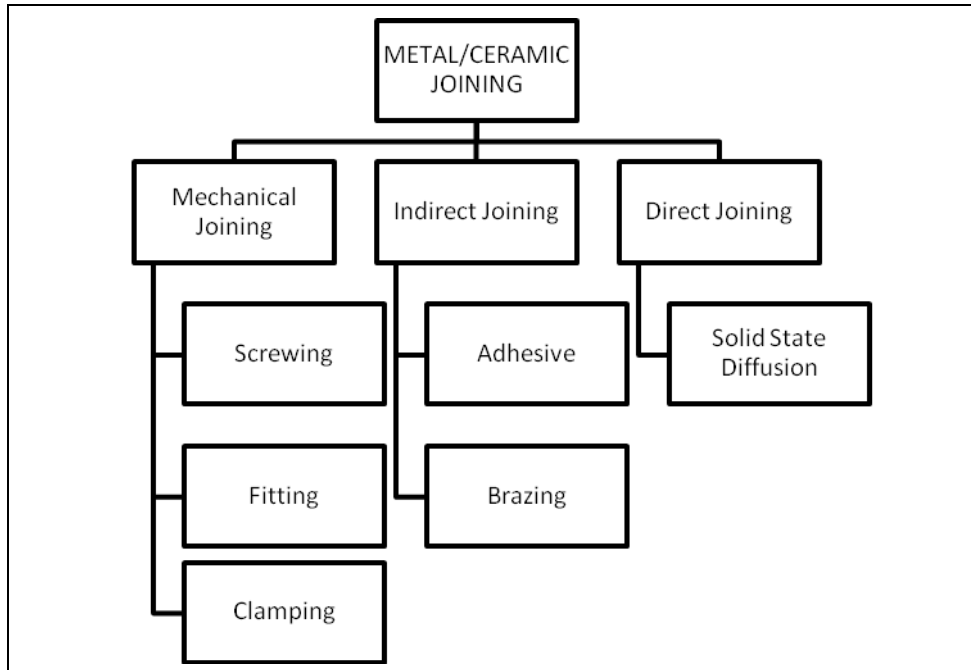 METAL/CERAMIC
JOINING
Mechanical
Joining
Indirect Joining
Direct Joining
Screwing
Adhesive
Solid State
Diffusion
Fitting
Brazing
Clamping